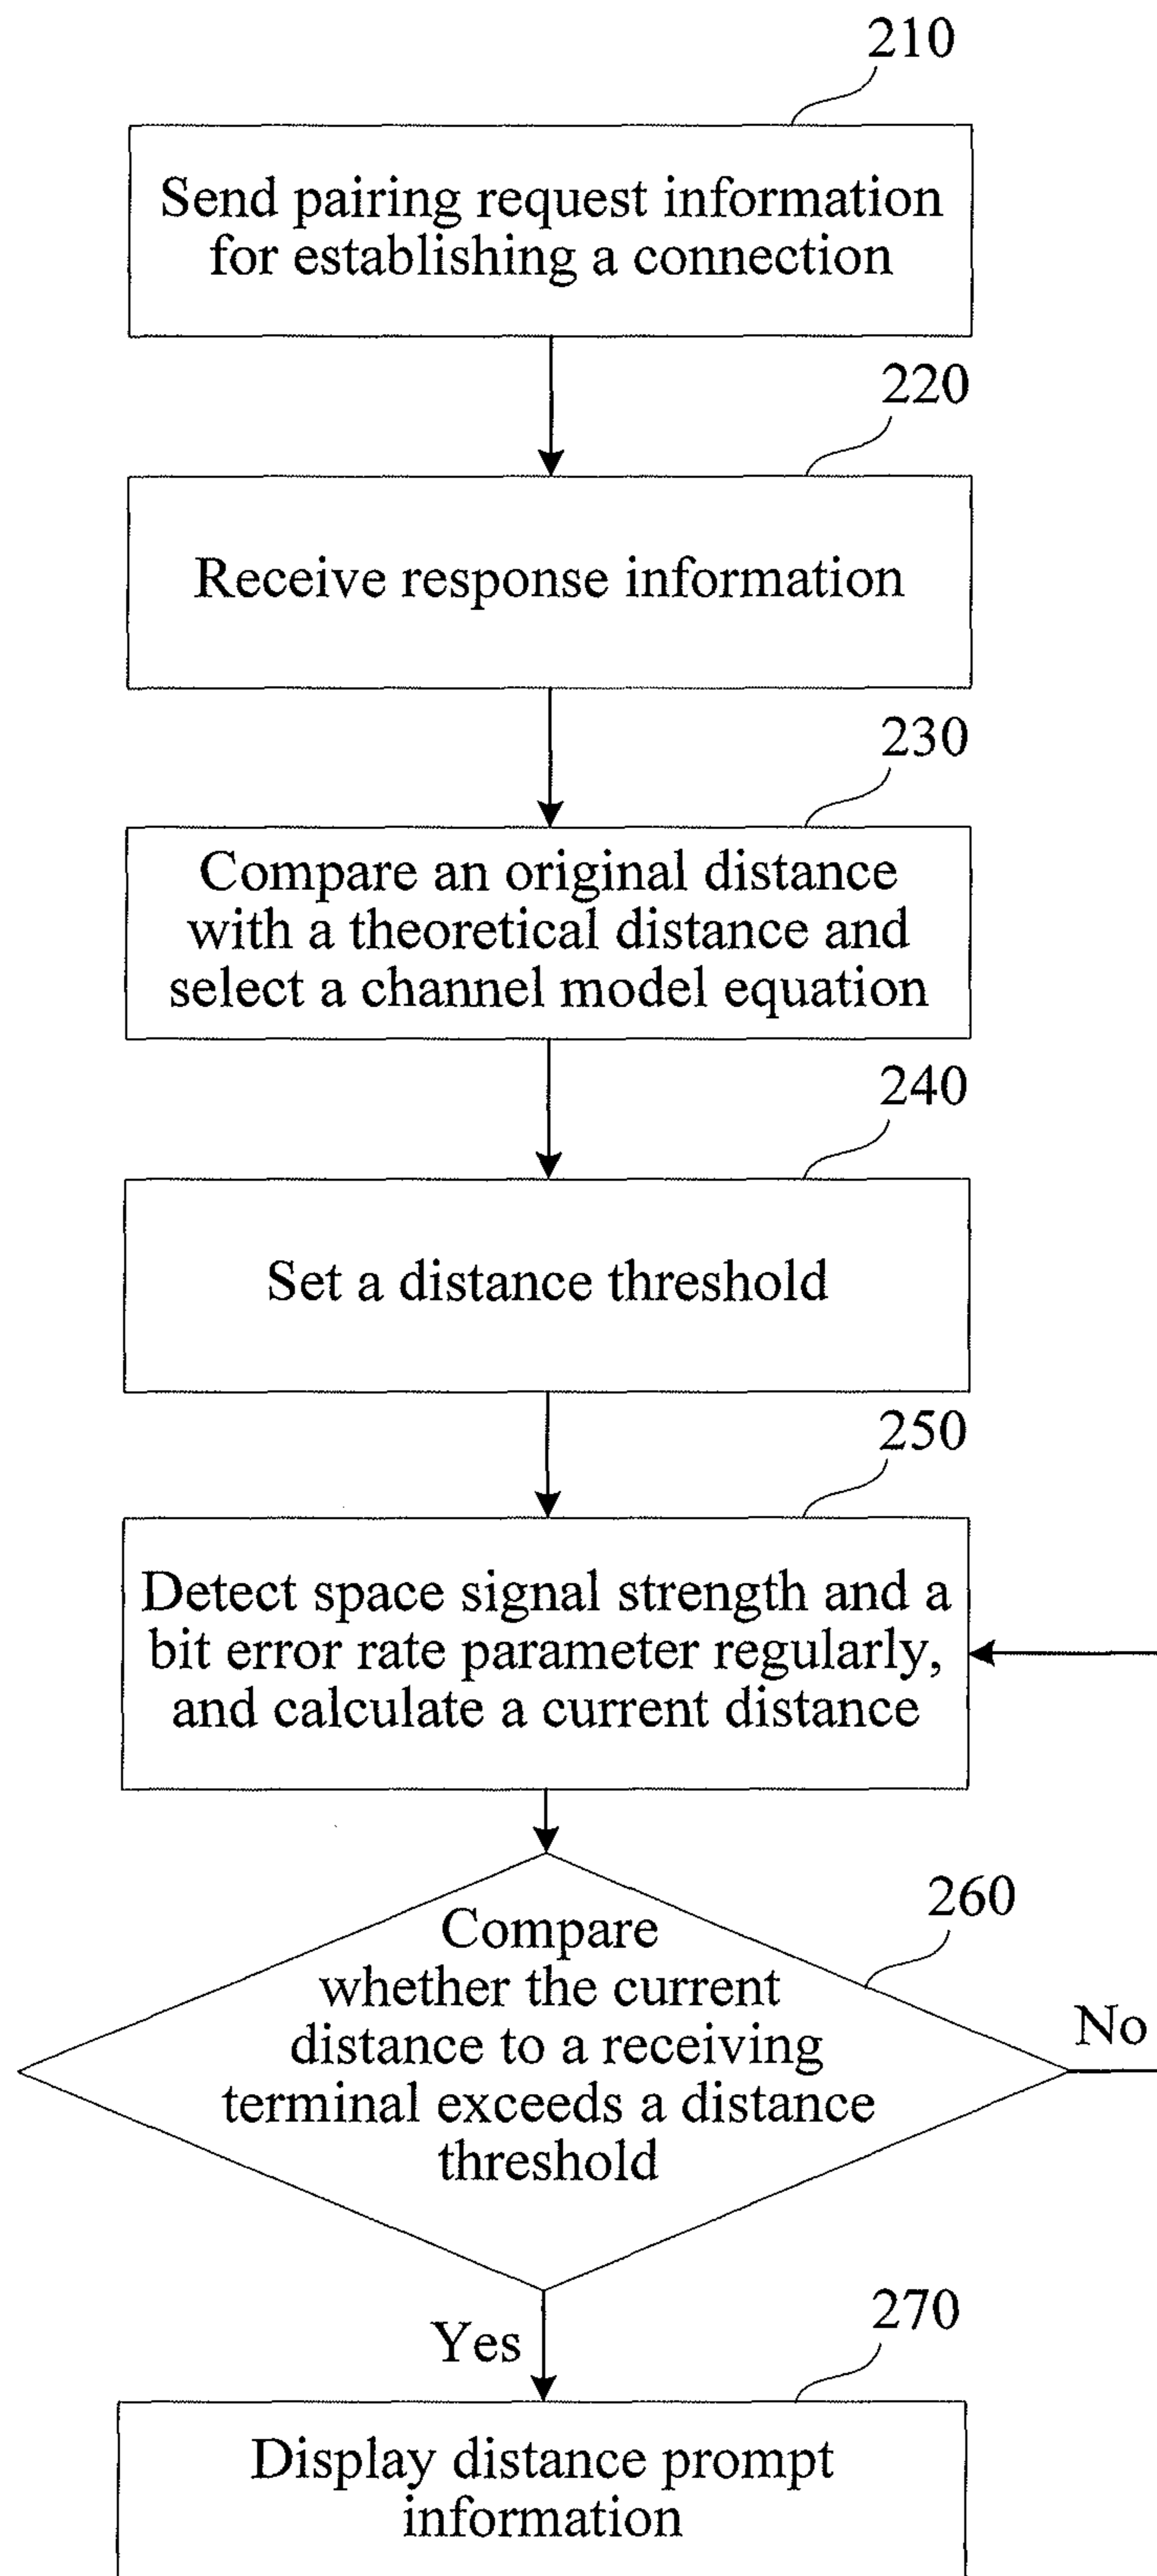 210
Send pairing request information
for establishing a connection
220
Receive response information
230
Compare an original distance
with a theoretical distance and
select a channel model equation
240
Set a distance threshold
250
Detect space signal strength and a
bit error rate parameter regularly,
and calculate a current distance
260
Compare
whether the current
distance to a receiving
terminal exceeds a distance
threshold
No
Yes
270
Display distance prompt
information